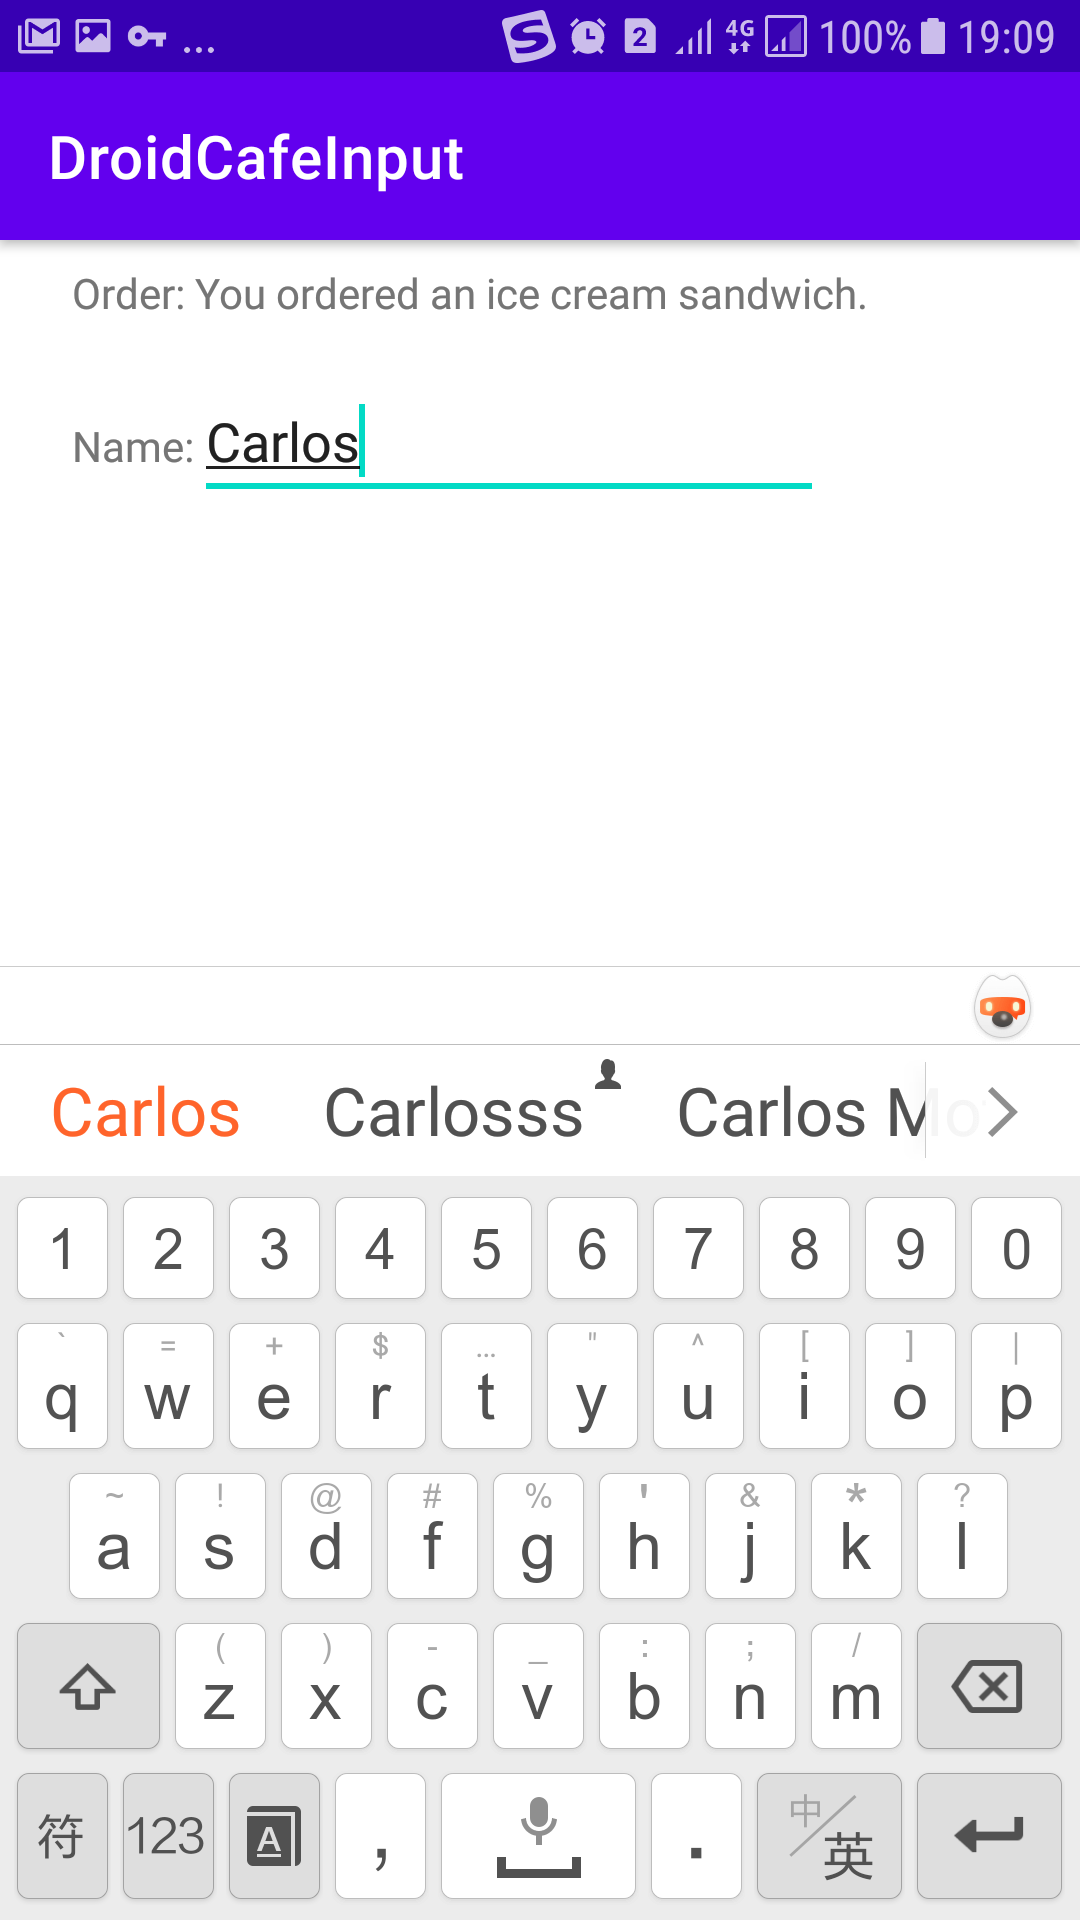 ... 2 4G 100% 19:09
DroidCafeInput
Order: You ordered an ice cream sandwich.
Name: Carlos
Carlos Carlosss Carlos Mo
1 2 3 4 5 6 7 8 9 0
` = + $ ... " ^ [ ] |
q w e r t y u i o p
~ ! @ # % ' & * ?
a s d f g h j k l
( ) - _ : ; /
z x c v b n m
符 123 A , . 中/英